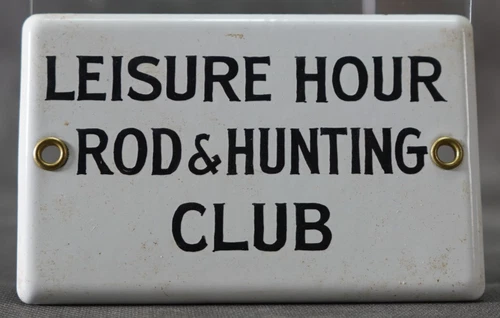 LEISURE HOUR
ROD & HUNTING
CLUB